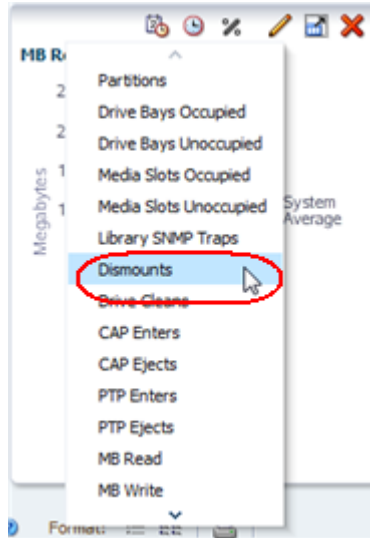 MB R
Partitions
2
Drive Bays Occupied
2
Drive Bays Unoccupied
1
Media Slots Occupied
1
Media Slots Unoccupied
System
Average
Megabytes
Library SNMP Traps
Dismounts
Drive Cleans
CAP Enters
CAP Ejects
PTP Enters
PTP Ejects
MB Read
MB Write
Format: